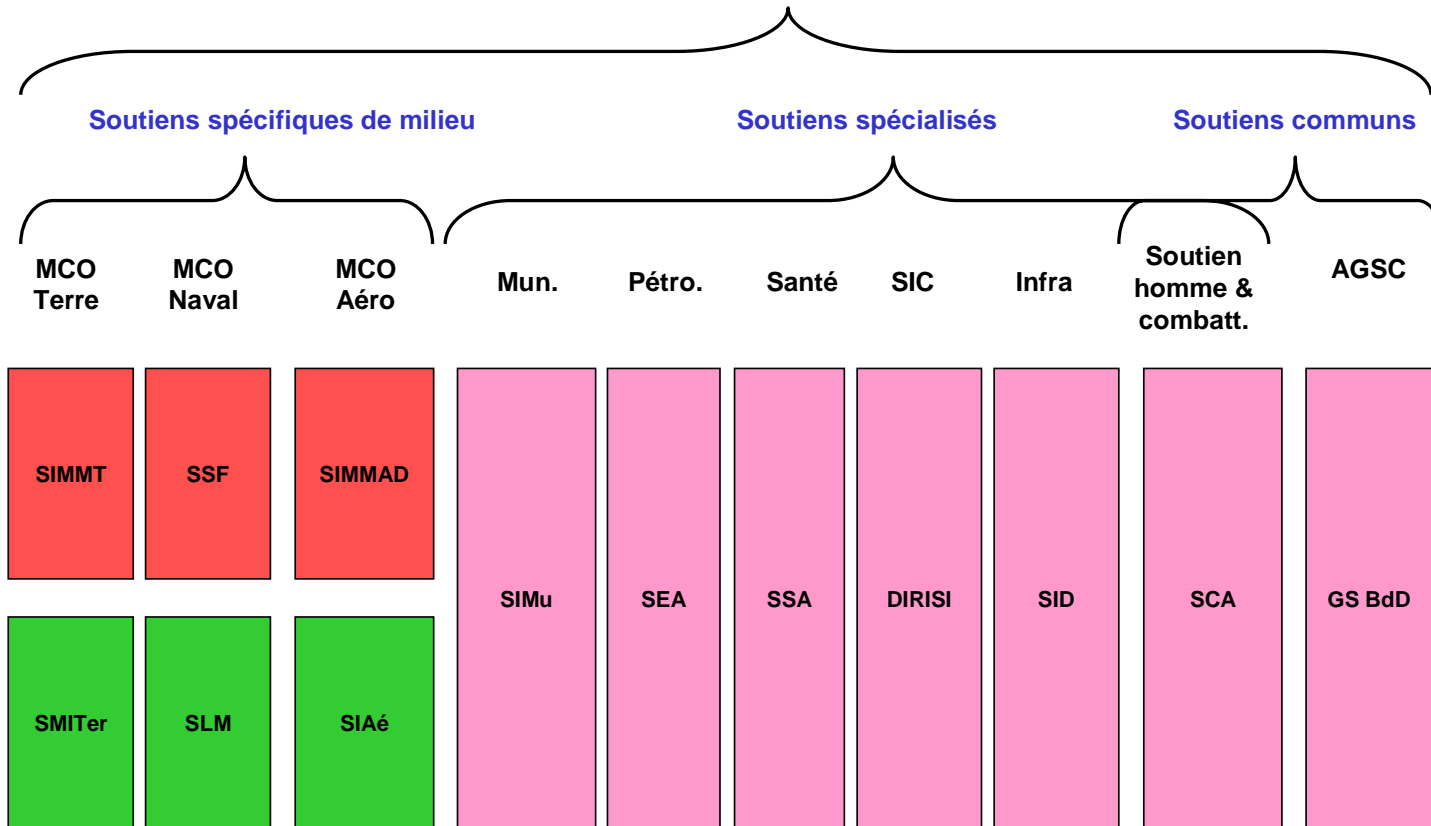 Soutiens spécifiques de milieu
Soutiens spécialisés
Soutiens communs
MCO
Terre
MCO
Naval
MCO
Aéro
Mun.
Pétro.
Santé
SIC
Infra
Soutien
homme &
combatt.
AGSC
SIMMT
SSF
SIMMAD
SIMu
SEA
SSA
DIRISI
SID
SCA
GS BdD
SMITer
SLM
SIAé